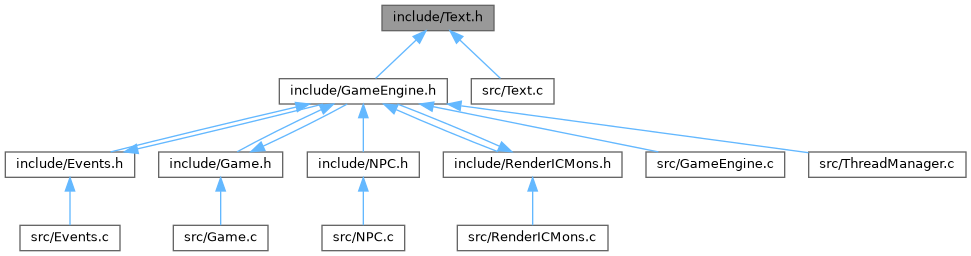 include/Text.h
include/GameEngine.h
src/Text.c
include/Events.h
include/Game.h
include/NPC.h
include/RenderICMons.h
src/GameEngine.c
src/ThreadManager.c
src/Events.c
src/Game.c
src/NPC.c
src/RenderICMons.c